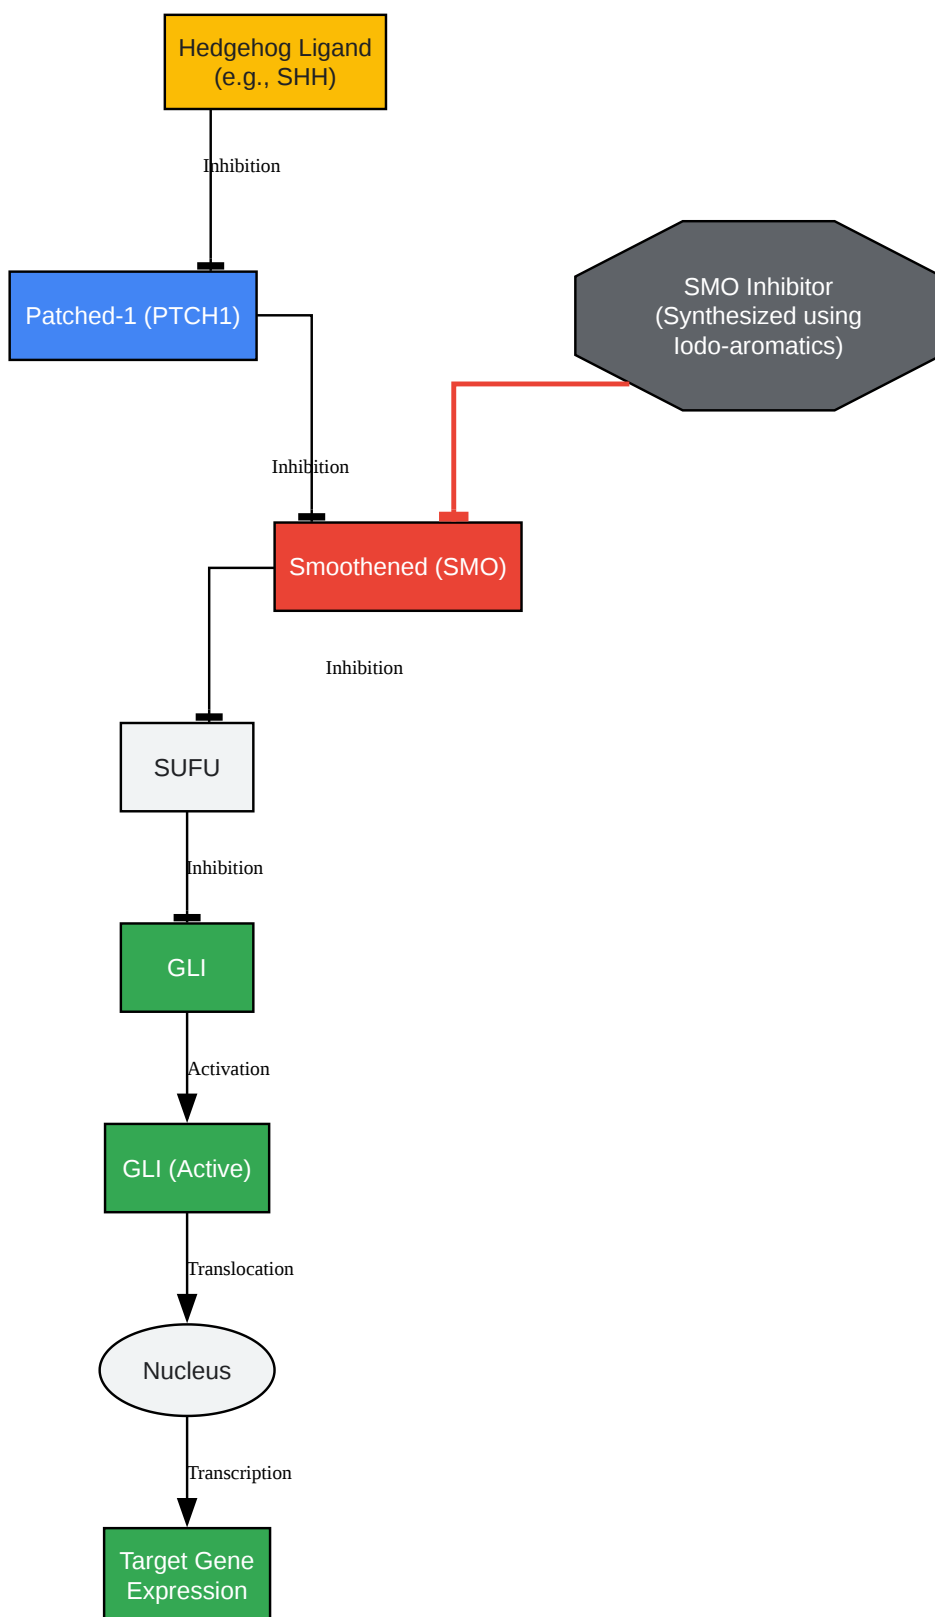 Hedgehog Ligand
(e.g., SHH)
Inhibition
Patched-1 (PTCH1)
SMO Inhibitor
(Synthesized using
Iodo-aromatics)
Inhibition
Smoothened (SMO)
Inhibition
SUFU
Inhibition
GLI
Activation
GLI (Active)
Translocation
Nucleus
Transcription
Target Gene
Expression